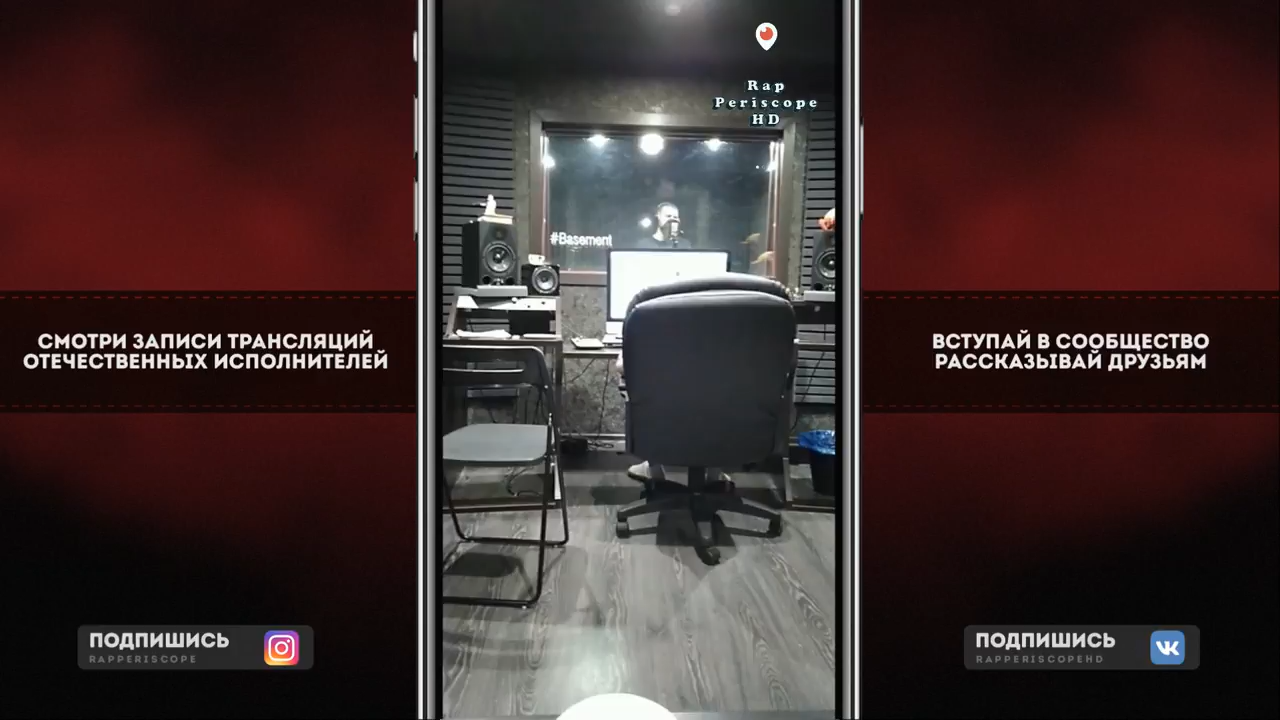 Rap
Periscope
HD
#Basement
СМОТРИ ЗАПИСИ ТРАНСЛЯЦИЙ
ОТЕЧЕСТВЕННЫХ ИСПОЛНИТЕЛЕЙ
ВСТУПАЙ В СООБЩЕСТВО
РАССКАЗЫВАЙ ДРУЗЬЯМ
ПОДПИШИСЬ
RAPPERISCOPE
ПОДПИШИСЬ
RAPPERISCOPEHD